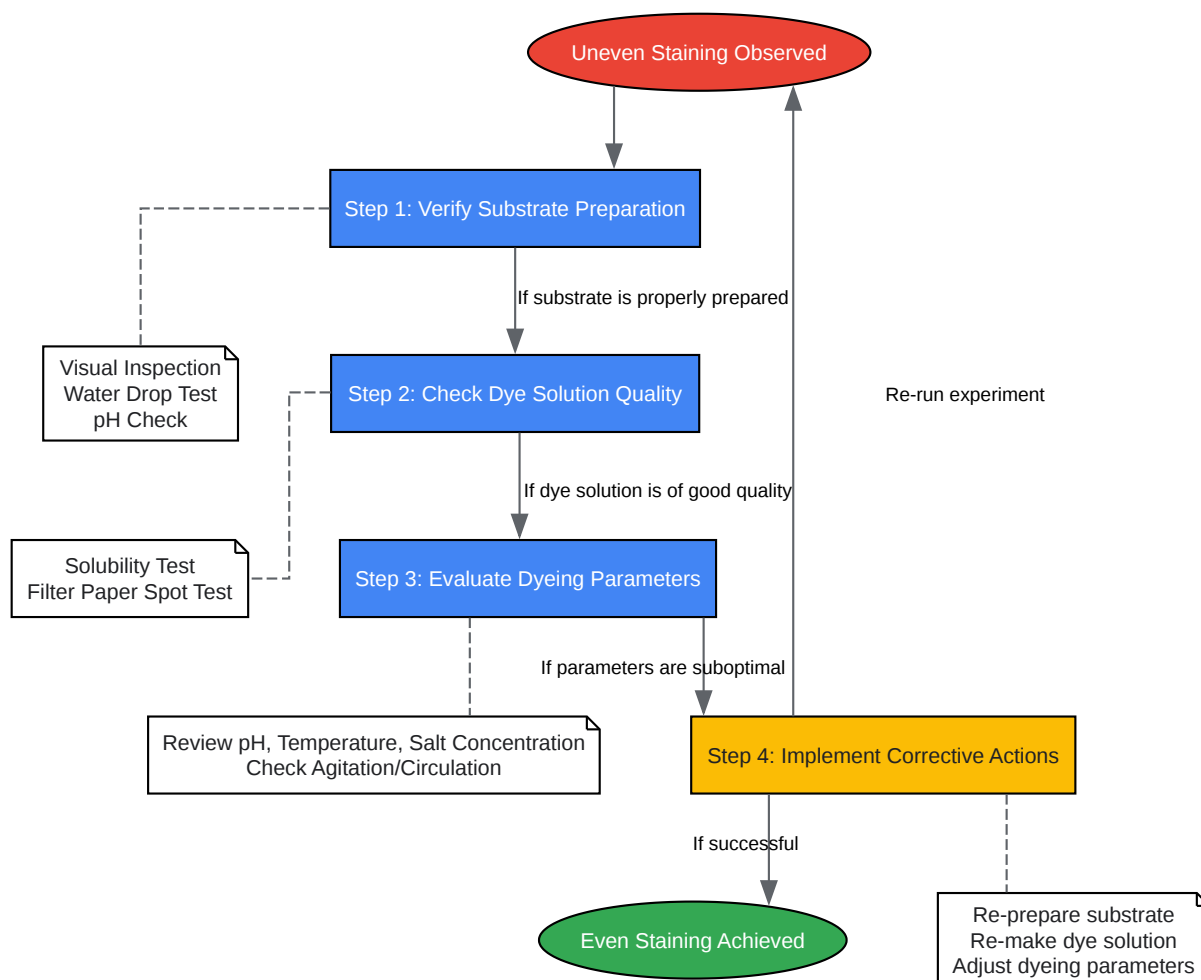 Uneven Staining Observed
Step 1: Verify Substrate Preparation
If substrate is properly prepared
Visual Inspection
Water Drop Test
pH Check
Step 2: Check Dye Solution Quality
Re-run experiment
If dye solution is of good quality
Solubility Test
Filter Paper Spot Test
Step 3: Evaluate Dyeing Parameters
If parameters are suboptimal
Review pH, Temperature, Salt Concentration
Check Agitation/Circulation
Step 4: Implement Corrective Actions
If successful
Even Staining Achieved
Re-prepare substrate
Re-make dye solution
Adjust dyeing parameters